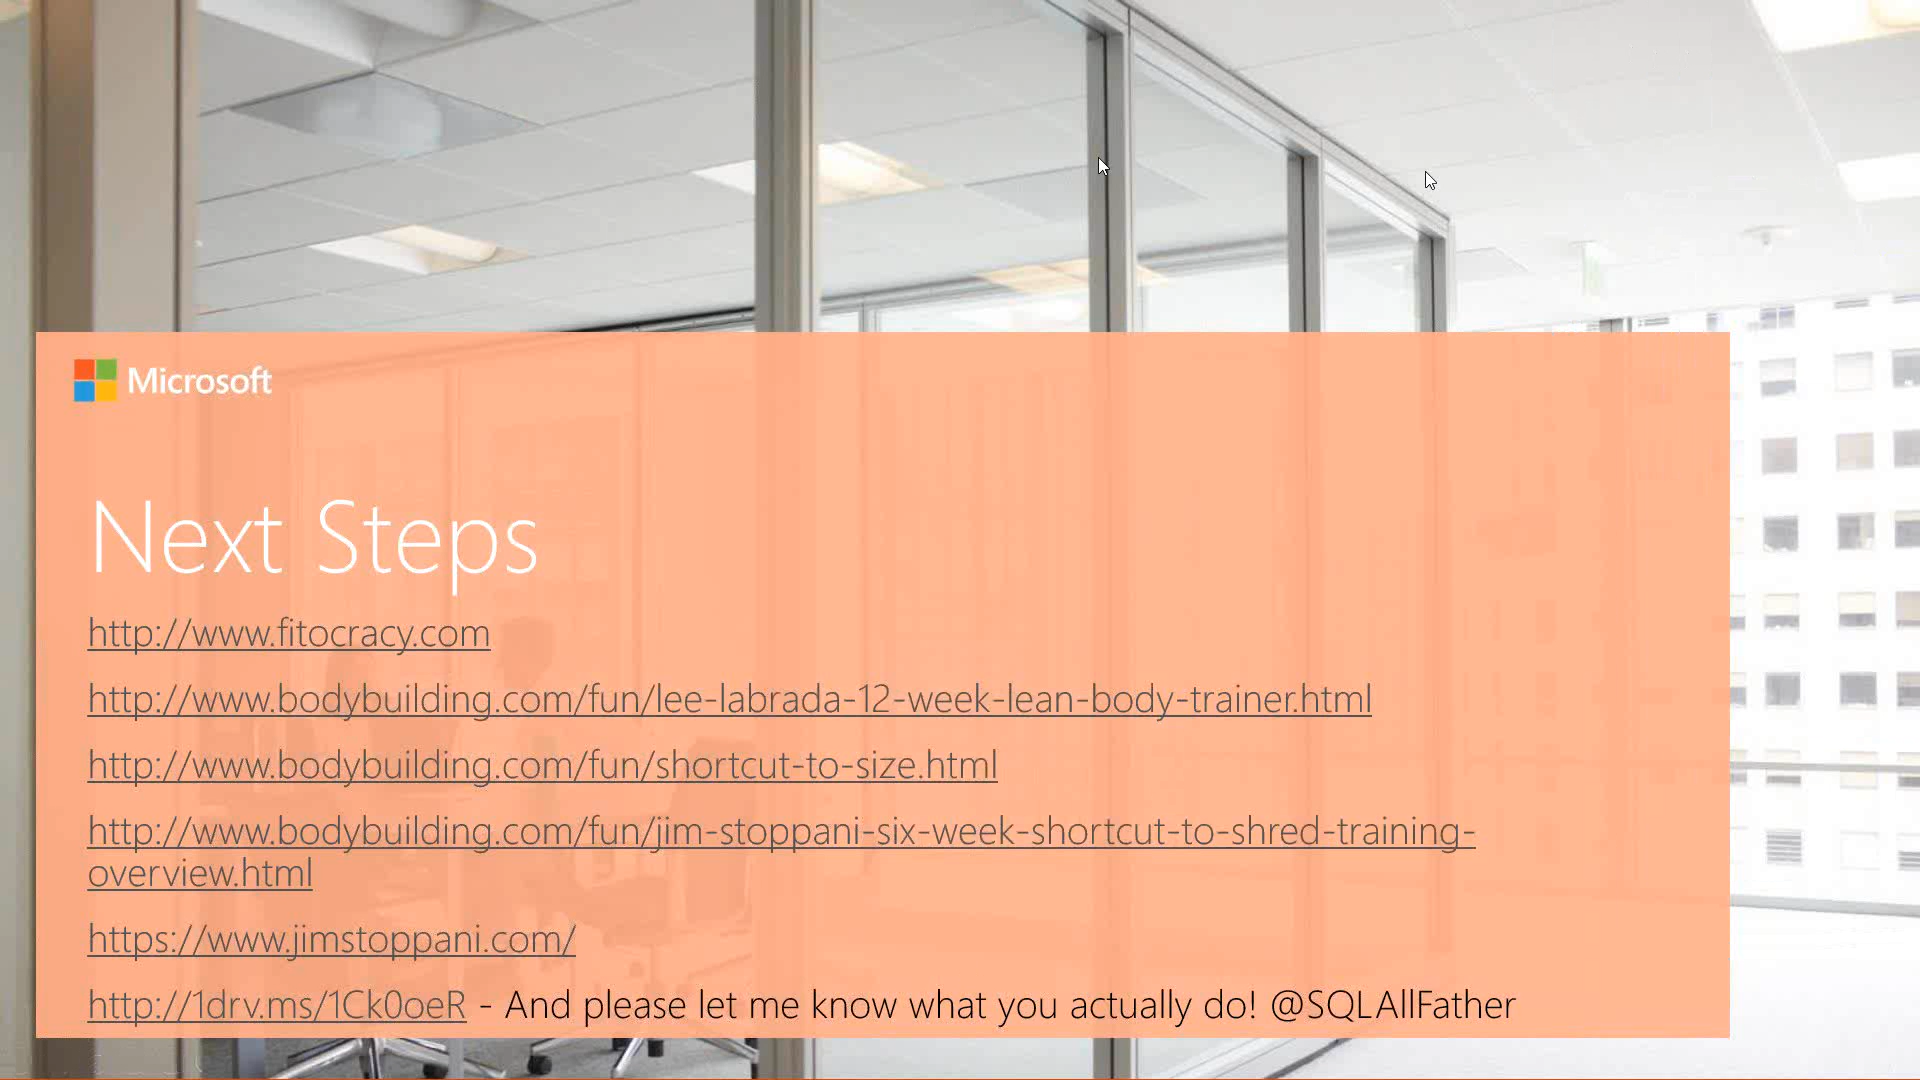 Microsoft
Next Steps
http://www.fitocracy.com
http://www.bodybuilding.com/fun/lee-labrada-12-week-lean-body-trainer.html
http://www.bodybuilding.com/fun/shortcut-to-size.html
http://www.bodybuilding.com/fun/jim-stoppani-six-week-shortcut-to-shred-training-
overview.html
https://www.jimstoppani.com/
http://1drv.ms/1Ck0oeR - And please let me know what you actually do! @SQLAllFather